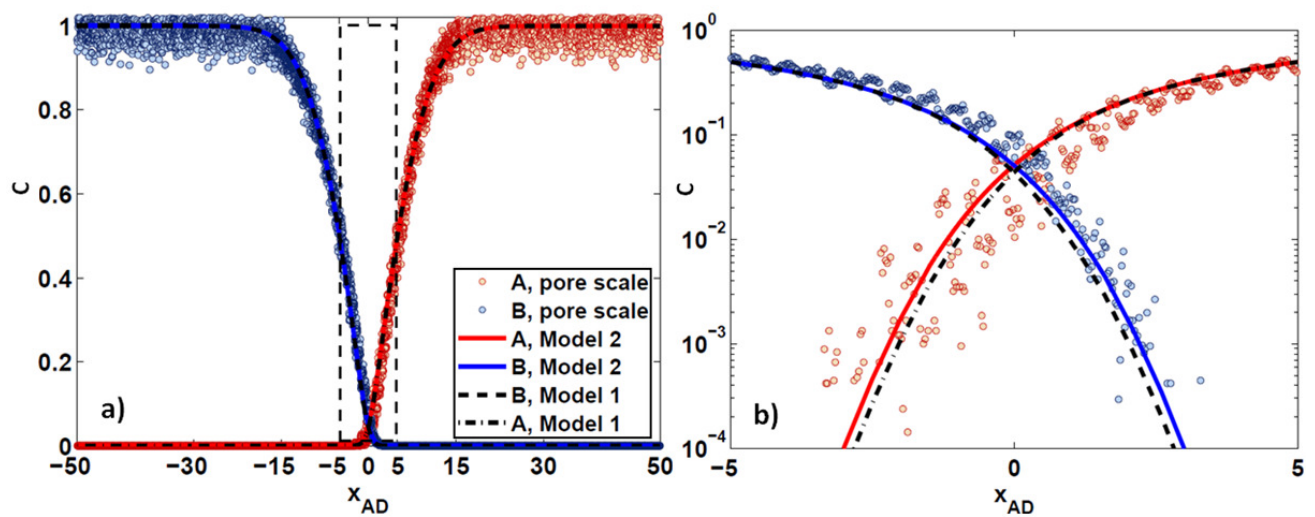 1
0.8
0.6
0.4
0.2
0
C
a)
A, pore scale
B, pore scale
A, Model 2
B, Model 2
B, Model 1
A, Model 1
−50 −30 −15 −5 0 5 15 30 50
x_AD
10^0
10^-1
10^-2
10^-3
10^-4
C
b)
−5 0 5
x_AD